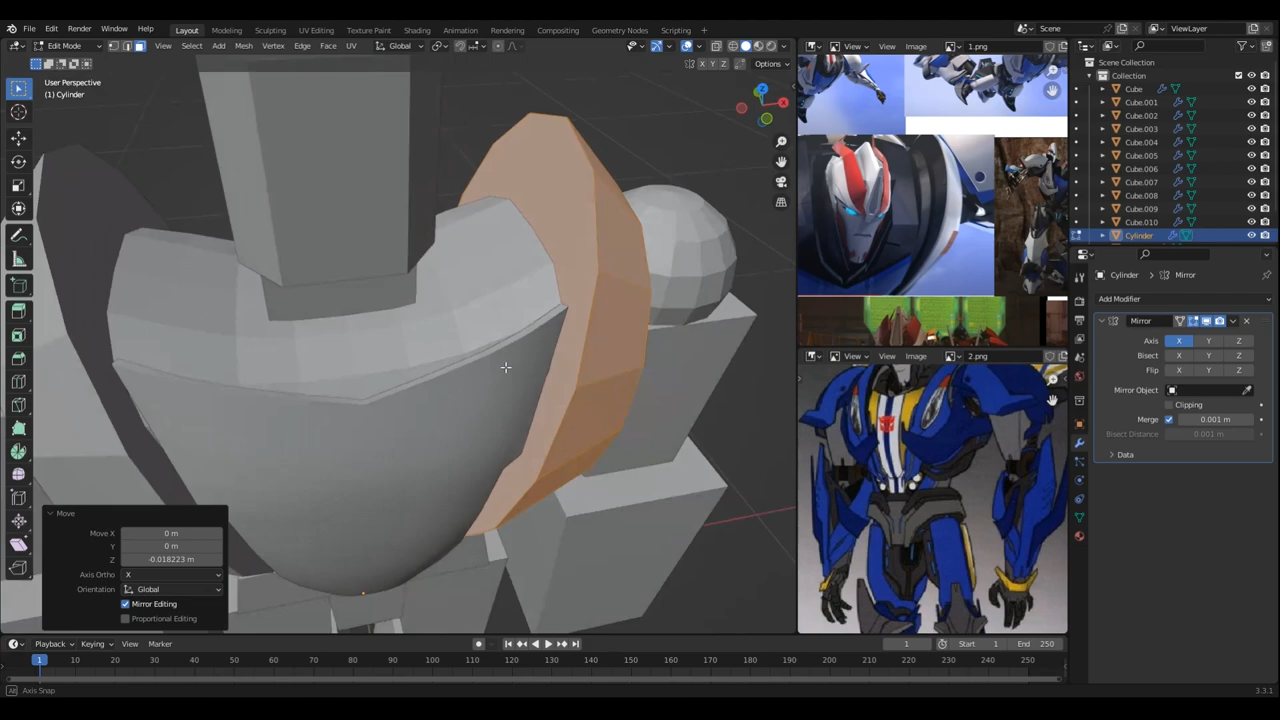 File Edit Render Window Help Layout Modeling Sculpting UV Editing Texture Paint Shading Animation Rendering Compositing Geometry Nodes Scripting Scene ViewLayer
Edit Mode View Select Add Mesh Vertex Edge Face UV Global View Image 1.png
X Y Z Options
User Perspective
(1) Cylinder
Scene Collection
Collection
Cube
Cube.001
Cube.002
Cube.003
Cube.004
Cube.005
Cube.006
Cube.007
Cube.008
Cube.009
Cube.010
Cylinder
Cylinder Mirror
Add Modifier
Mirror
Axis X Y Z
Bisect X Y Z
Flip X Y Z
Mirror Object
Clipping
Merge 0.001 m
Bisect Distance 0.001 m
Data
View Image 2.png
Move
Move X 0 m
Y 0 m
Z -0.018223 m
Axis Ortho X
Orientation Global
Mirror Editing
Proportional Editing
Playback Keying View Marker 1 Start 1 End 250
1 10 20 30 40 50 60 70 80 90 100 110 120 130 140 150 160 170 180 190 200 210 220 230 240 250
Axis Snap 3.3.1